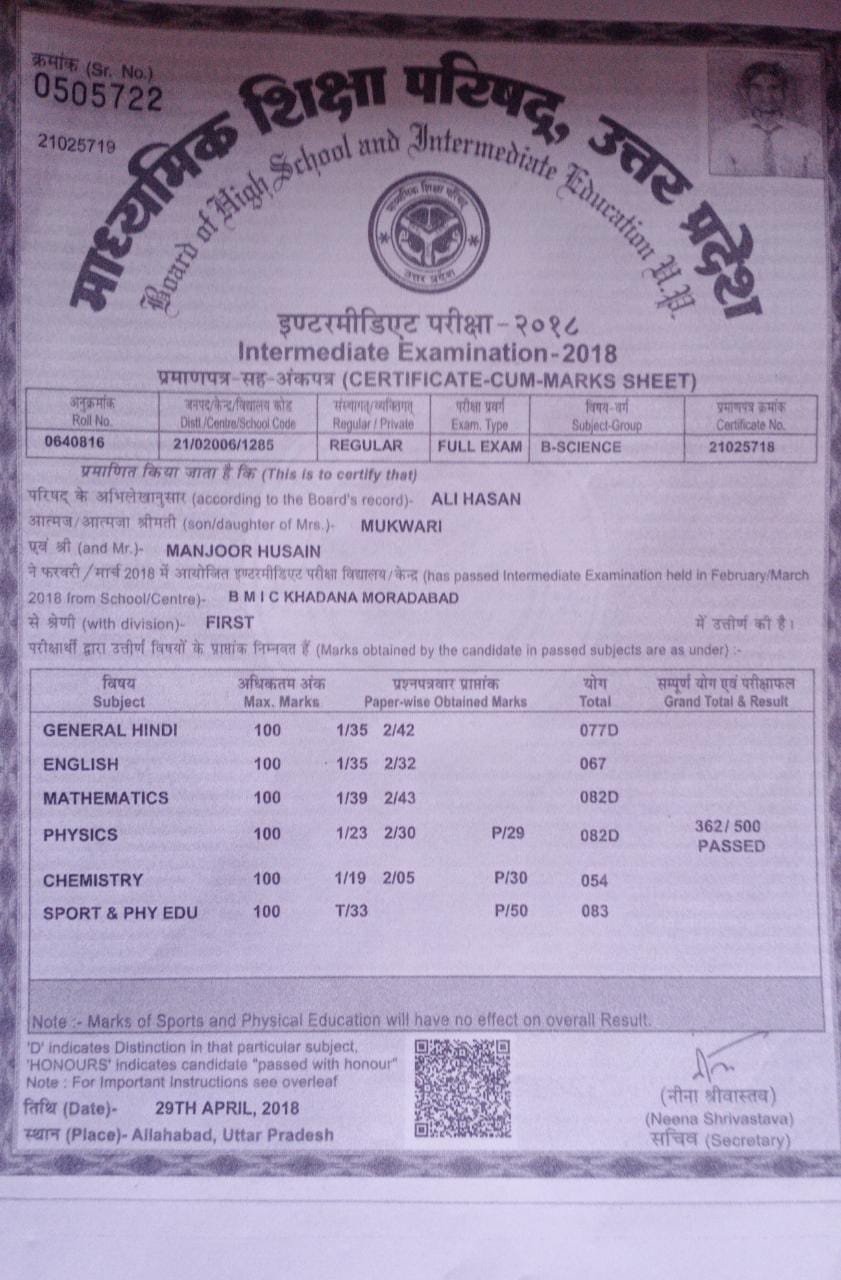 क्रमांक (Sr. No.)
0505722
21025719
माध्यमिक शिक्षा परिषद्, उत्तर प्रदेश
Board of High School and Intermediate Education U.P.
माध्यमिक शिक्षा परिषद्
उत्तर प्रदेश
इण्टरमीडिएट परीक्षा - २०१८
Intermediate Examination-2018
प्रमाणपत्र-सह-अंकपत्र (CERTIFICATE-CUM-MARKS SHEET)
अनुक्रमांक जनपद/केन्द्र/विद्यालय कोड संस्थागत/व्यक्तिगत परीक्षा प्रवर्ग विषय-वर्ग प्रमाणपत्र क्रमांक
Roll No. Distt./Centre/School Code Regular / Private Exam. Type Subject-Group Certificate No.
0640816 21/02006/1285 REGULAR FULL EXAM B-SCIENCE 21025718
प्रमाणित किया जाता है कि (This is to certify that)
परिषद् के अभिलेखानुसार (according to the Board's record)- ALI HASAN
आत्मज/आत्मजा श्रीमती (son/daughter of Mrs.)- MUKWARI
एवं श्री (and Mr.)- MANJOOR HUSAIN
ने फरवरी/मार्च 2018 में आयोजित इण्टरमीडिएट परीक्षा विद्यालय/केन्द्र (has passed Intermediate Examination held in February/March
2018 from School/Centre)- B M I C KHADANA MORADABAD
से श्रेणी (with division)- FIRST में उत्तीर्ण की है।
परीक्षार्थी द्वारा उत्तीर्ण विषयों के प्राप्तांक निम्नवत हैं (Marks obtained by the candidate in passed subjects are as under) :-
विषय अधिकतम अंक प्रश्नपत्रवार प्राप्तांक योग सम्पूर्ण योग एवं परीक्षाफल
Subject Max. Marks Paper-wise Obtained Marks Total Grand Total & Result
GENERAL HINDI 100 1/35 2/42 077D
ENGLISH 100 1/35 2/32 067
MATHEMATICS 100 1/39 2/43 082D
PHYSICS 100 1/23 2/30 P/29 082D 362/ 500
PASSED
CHEMISTRY 100 1/19 2/05 P/30 054
SPORT & PHY EDU 100 T/33 P/50 083
Note :- Marks of Sports and Physical Education will have no effect on overall Result.
'D' indicates Distinction in that particular subject,
'HONOURS' indicates candidate "passed with honour"
Note : For Important Instructions see overleaf
तिथि (Date)- 29TH APRIL, 2018
स्थान (Place)- Allahabad, Uttar Pradesh
(नीना श्रीवास्तव)
(Neena Shrivastava)
सचिव (Secretary)